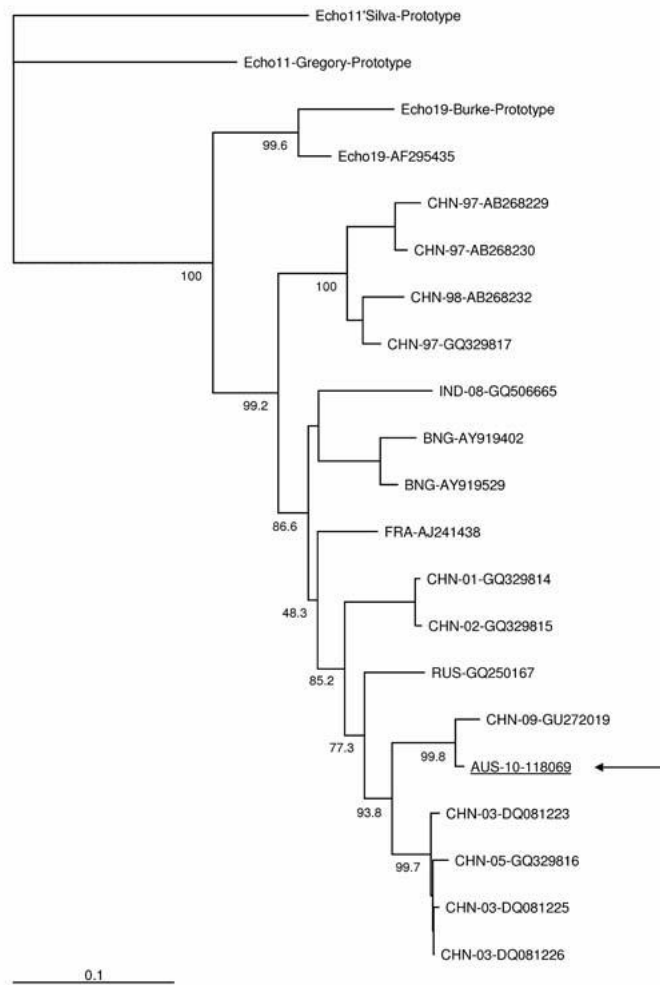 Echo11'Silva-Prototype
Echo11-Gregory-Prototype
Echo19-Burke-Prototype
99.6
Echo19-AF295435
CHN-97-AB268229
CHN-97-AB268230
100
100
CHN-98-AB268232
CHN-97-GQ329817
IND-08-GQ506665
99.2
BNG-AY919402
BNG-AY919529
86.6
FRA-AJ241438
CHN-01-GQ329814
48.3
CHN-02-GQ329815
RUS-GQ250167
85.2
CHN-09-GU272019
77.3
99.8
AUS-10-118069
CHN-03-DQ081223
93.8
CHN-05-GQ329816
99.7
CHN-03-DQ081225
CHN-03-DQ081226
0.1